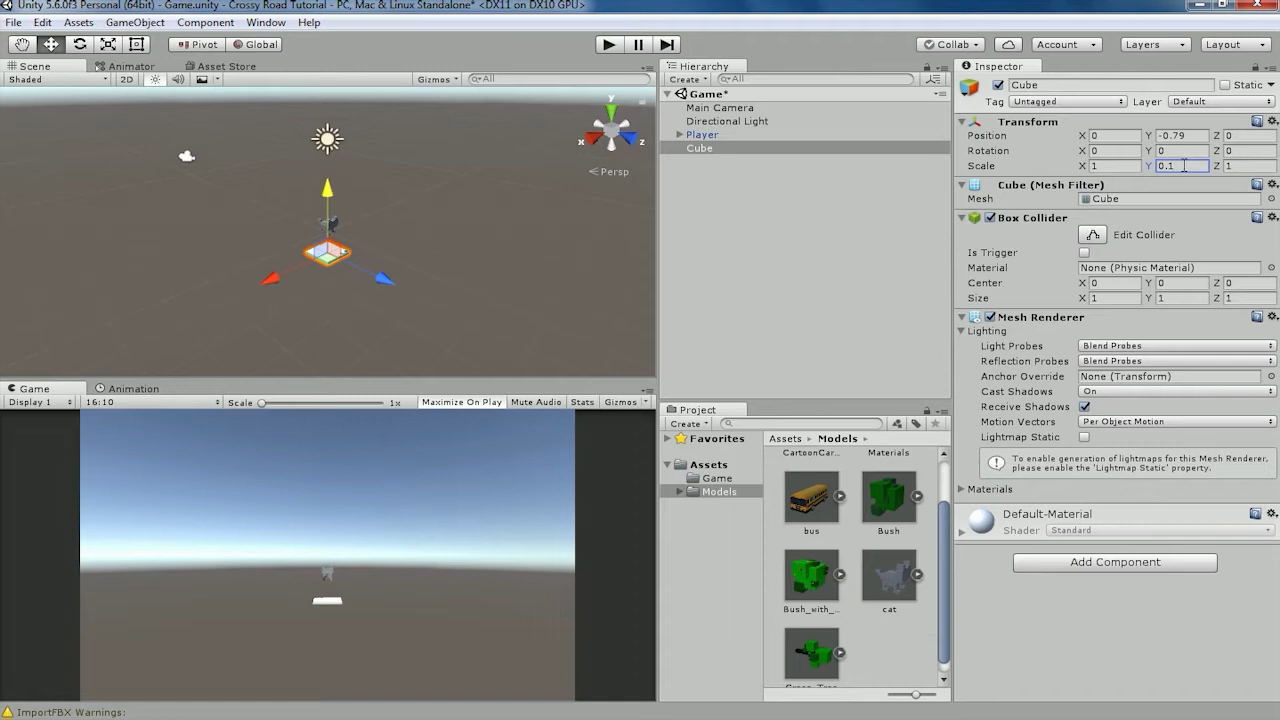 Unity 5.6.0f3 Personal (64bit) - Game.unity - Crossy Road Tutorial - PC, Mac & Linux Standalone* <DX11 on DX10 GPU>
File Edit Assets GameObject Component Window Help
Pivot Global Collab Account Layers Layout
Scene Animator Asset Store
Shaded 2D Gizmos All
y
x z
Persp
Hierarchy
Create All
Game*
Main Camera
Directional Light
Player
Cube
Inspector
Cube Static
Tag Untagged Layer Default
Transform
Position X 0 Y -0.79 Z 0
Rotation X 0 Y 0 Z 0
Scale X 1 Y 0.1 Z 1
Cube (Mesh Filter)
Mesh Cube
Box Collider
Edit Collider
Is Trigger
Material None (Physic Material)
Center X 0 Y 0 Z 0
Size X 1 Y 1 Z 1
Mesh Renderer
Lighting
Light Probes Blend Probes
Reflection Probes Blend Probes
Anchor Override None (Transform)
Cast Shadows On
Receive Shadows
Motion Vectors Per Object Motion
Lightmap Static
To enable generation of lightmaps for this Mesh Renderer,
please enable the 'Lightmap Static' property.
Materials
Default-Material
Shader Standard
Add Component
Game Animation
Display 1 16:10 Scale 1x Maximize On Play Mute Audio Stats Gizmos
Project
Create
Favorites
Assets
Game
Models
Assets Models
CartoonCar... Materials
bus Bush
Bush_with_... cat
ImportFBX Warnings: